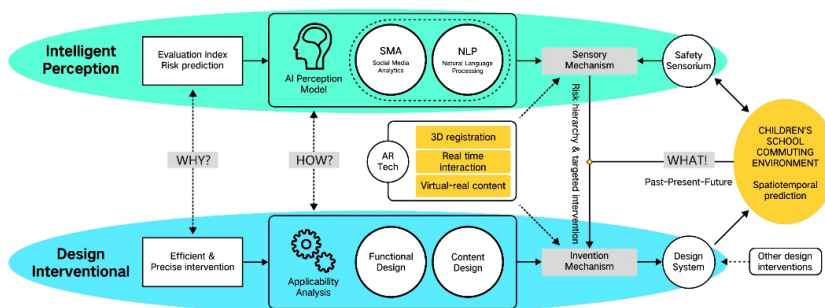 Intelligent
Perception
Evaluation index
Risk prediction
AI Perception
Model
SMA
Social Media
Analytics
NLP
Natural Language
Processing
Sensory
Mechanism
Safety
Sensorium
WHY?
HOW?
AR
Tech
3D registration
Real time
interaction
Virtual-real content
Risk hierarchy & targeted intervention
WHAT!
Past-Present-Future
CHILDREN'S
SCHOOL
COMMUTING
ENVIRONMENT
Spatiotemporal
prediction
Design
Interventional
Efficient &
Precise intervention
Applicability
Analysis
Functional
Design
Content
Design
Invention
Mechanism
Design
System
Other design
interventions